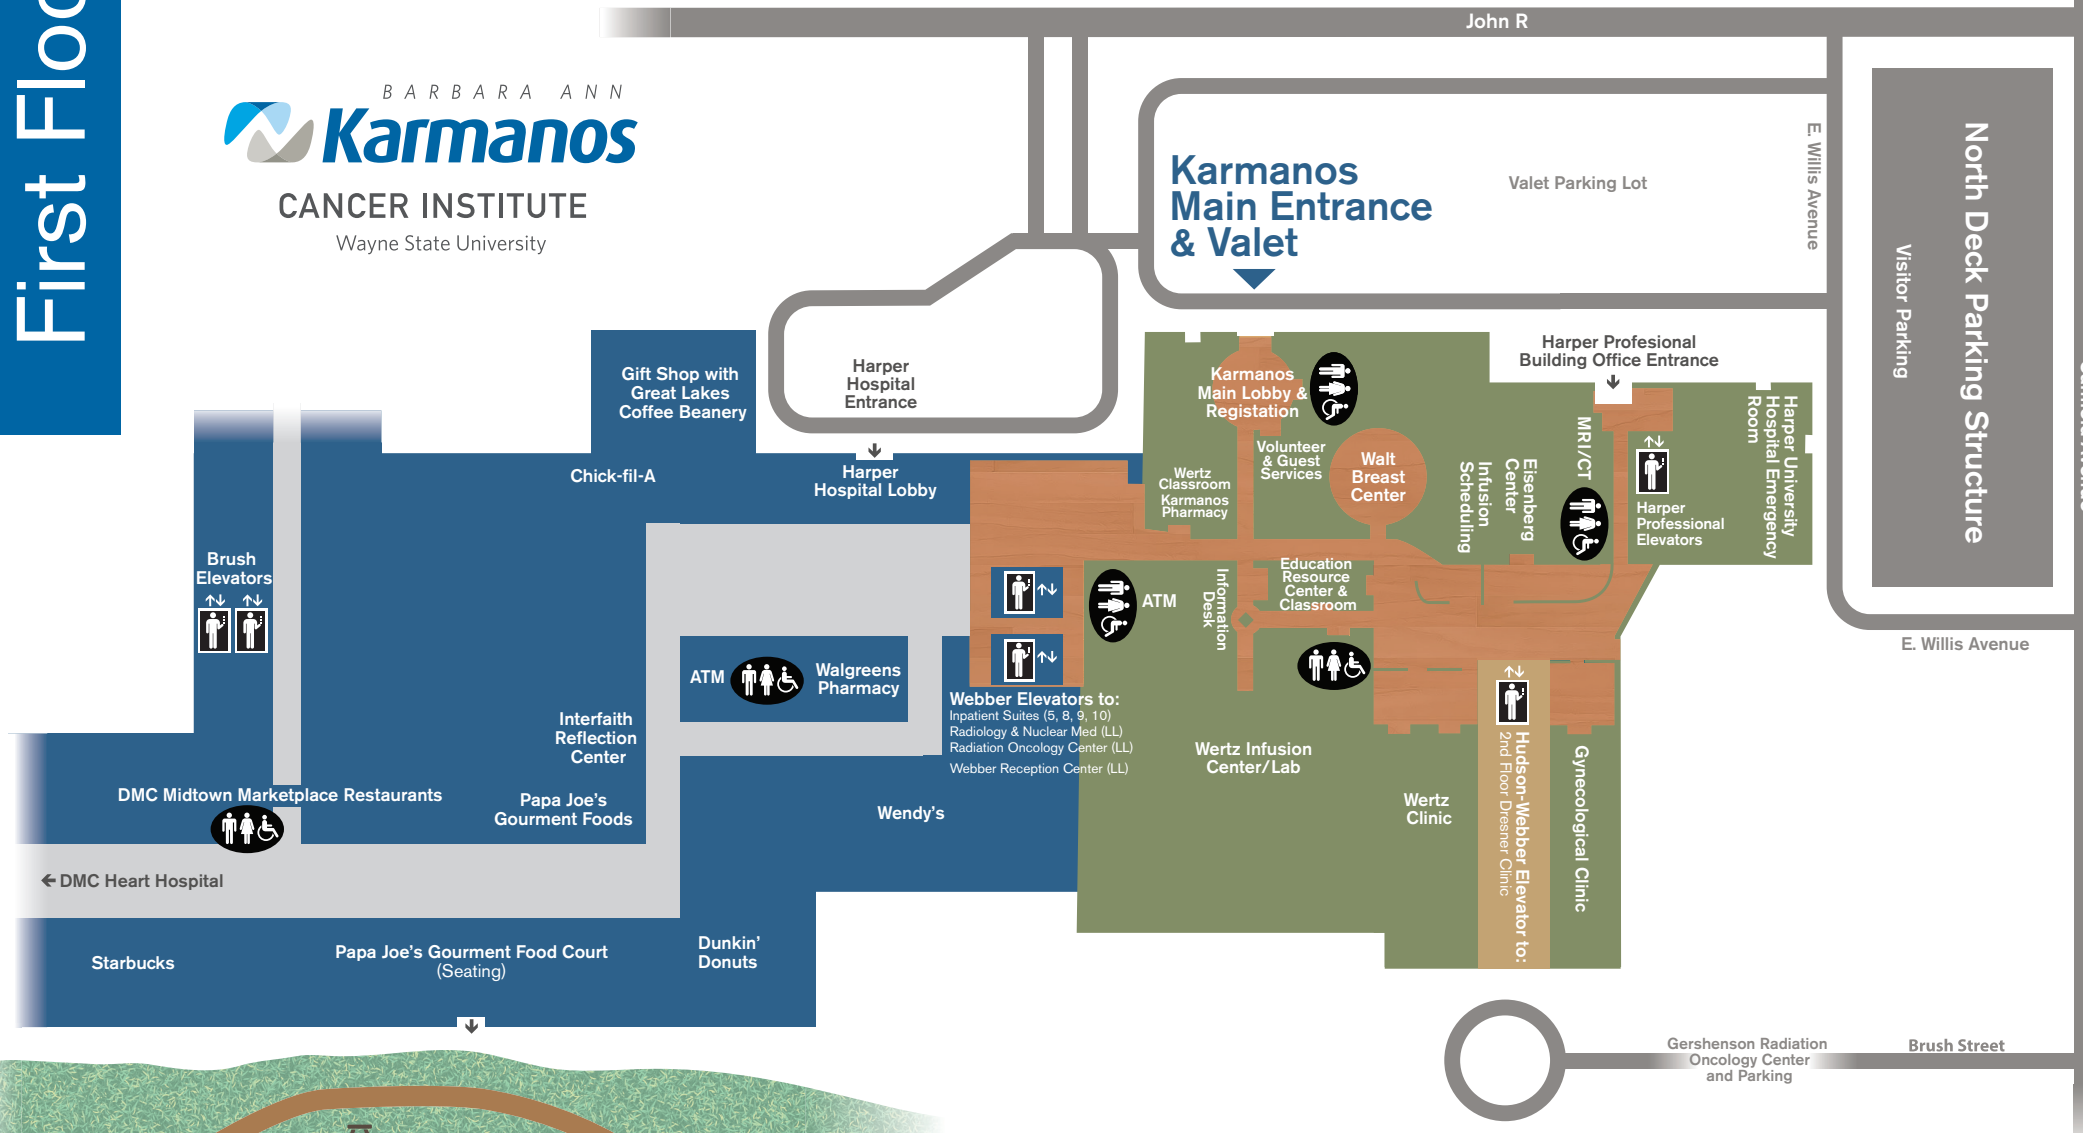 First Floo
BARBARA ANN
Karmanos
CANCER INSTITUTE
Wayne State University
John R
Karmanos
Main Entrance
& Valet
Valet Parking Lot
E. Willis Avenue
North Deck Parking Structure
Visitor Parking
E. Willis Avenue
Harper Profesional
Building Office Entrance
Harper
Hospital
Entrance
Gift Shop with
Great Lakes
Coffee Beanery
Chick-fil-A
Harper
Hospital Lobby
Karmanos
Main Lobby &
Registation
Volunteer
& Guest
Services
Walt
Breast
Center
Wertz
Classroom
Karmanos
Pharmacy
Infusion
Scheduling
Eisenberg
Center
MRI/CT
Harper
Professional
Elevators
Harper University
Hospital Emergency
Room
Brush
Elevators
ATM
Information
Desk
Education
Resource
Center &
Classroom
ATM
Walgreens
Pharmacy
Webber Elevators to:
Inpatient Suites (5, 8, 9, 10)
Radiology & Nuclear Med (LL)
Radiation Oncology Center (LL)
Webber Reception Center (LL)
Interfaith
Reflection
Center
DMC Midtown Marketplace Restaurants
Papa Joe's
Gourment Foods
Wendy's
Wertz Infusion
Center/Lab
Wertz
Clinic
Hudson-Webber Elevator to:
2nd Floor Dresner Clinic
Gynecological Clinic
DMC Heart Hospital
Starbucks
Papa Joe's Gourment Food Court
(Seating)
Dunkin'
Donuts
Gershenson Radiation
Oncology Center
and Parking
Brush Street